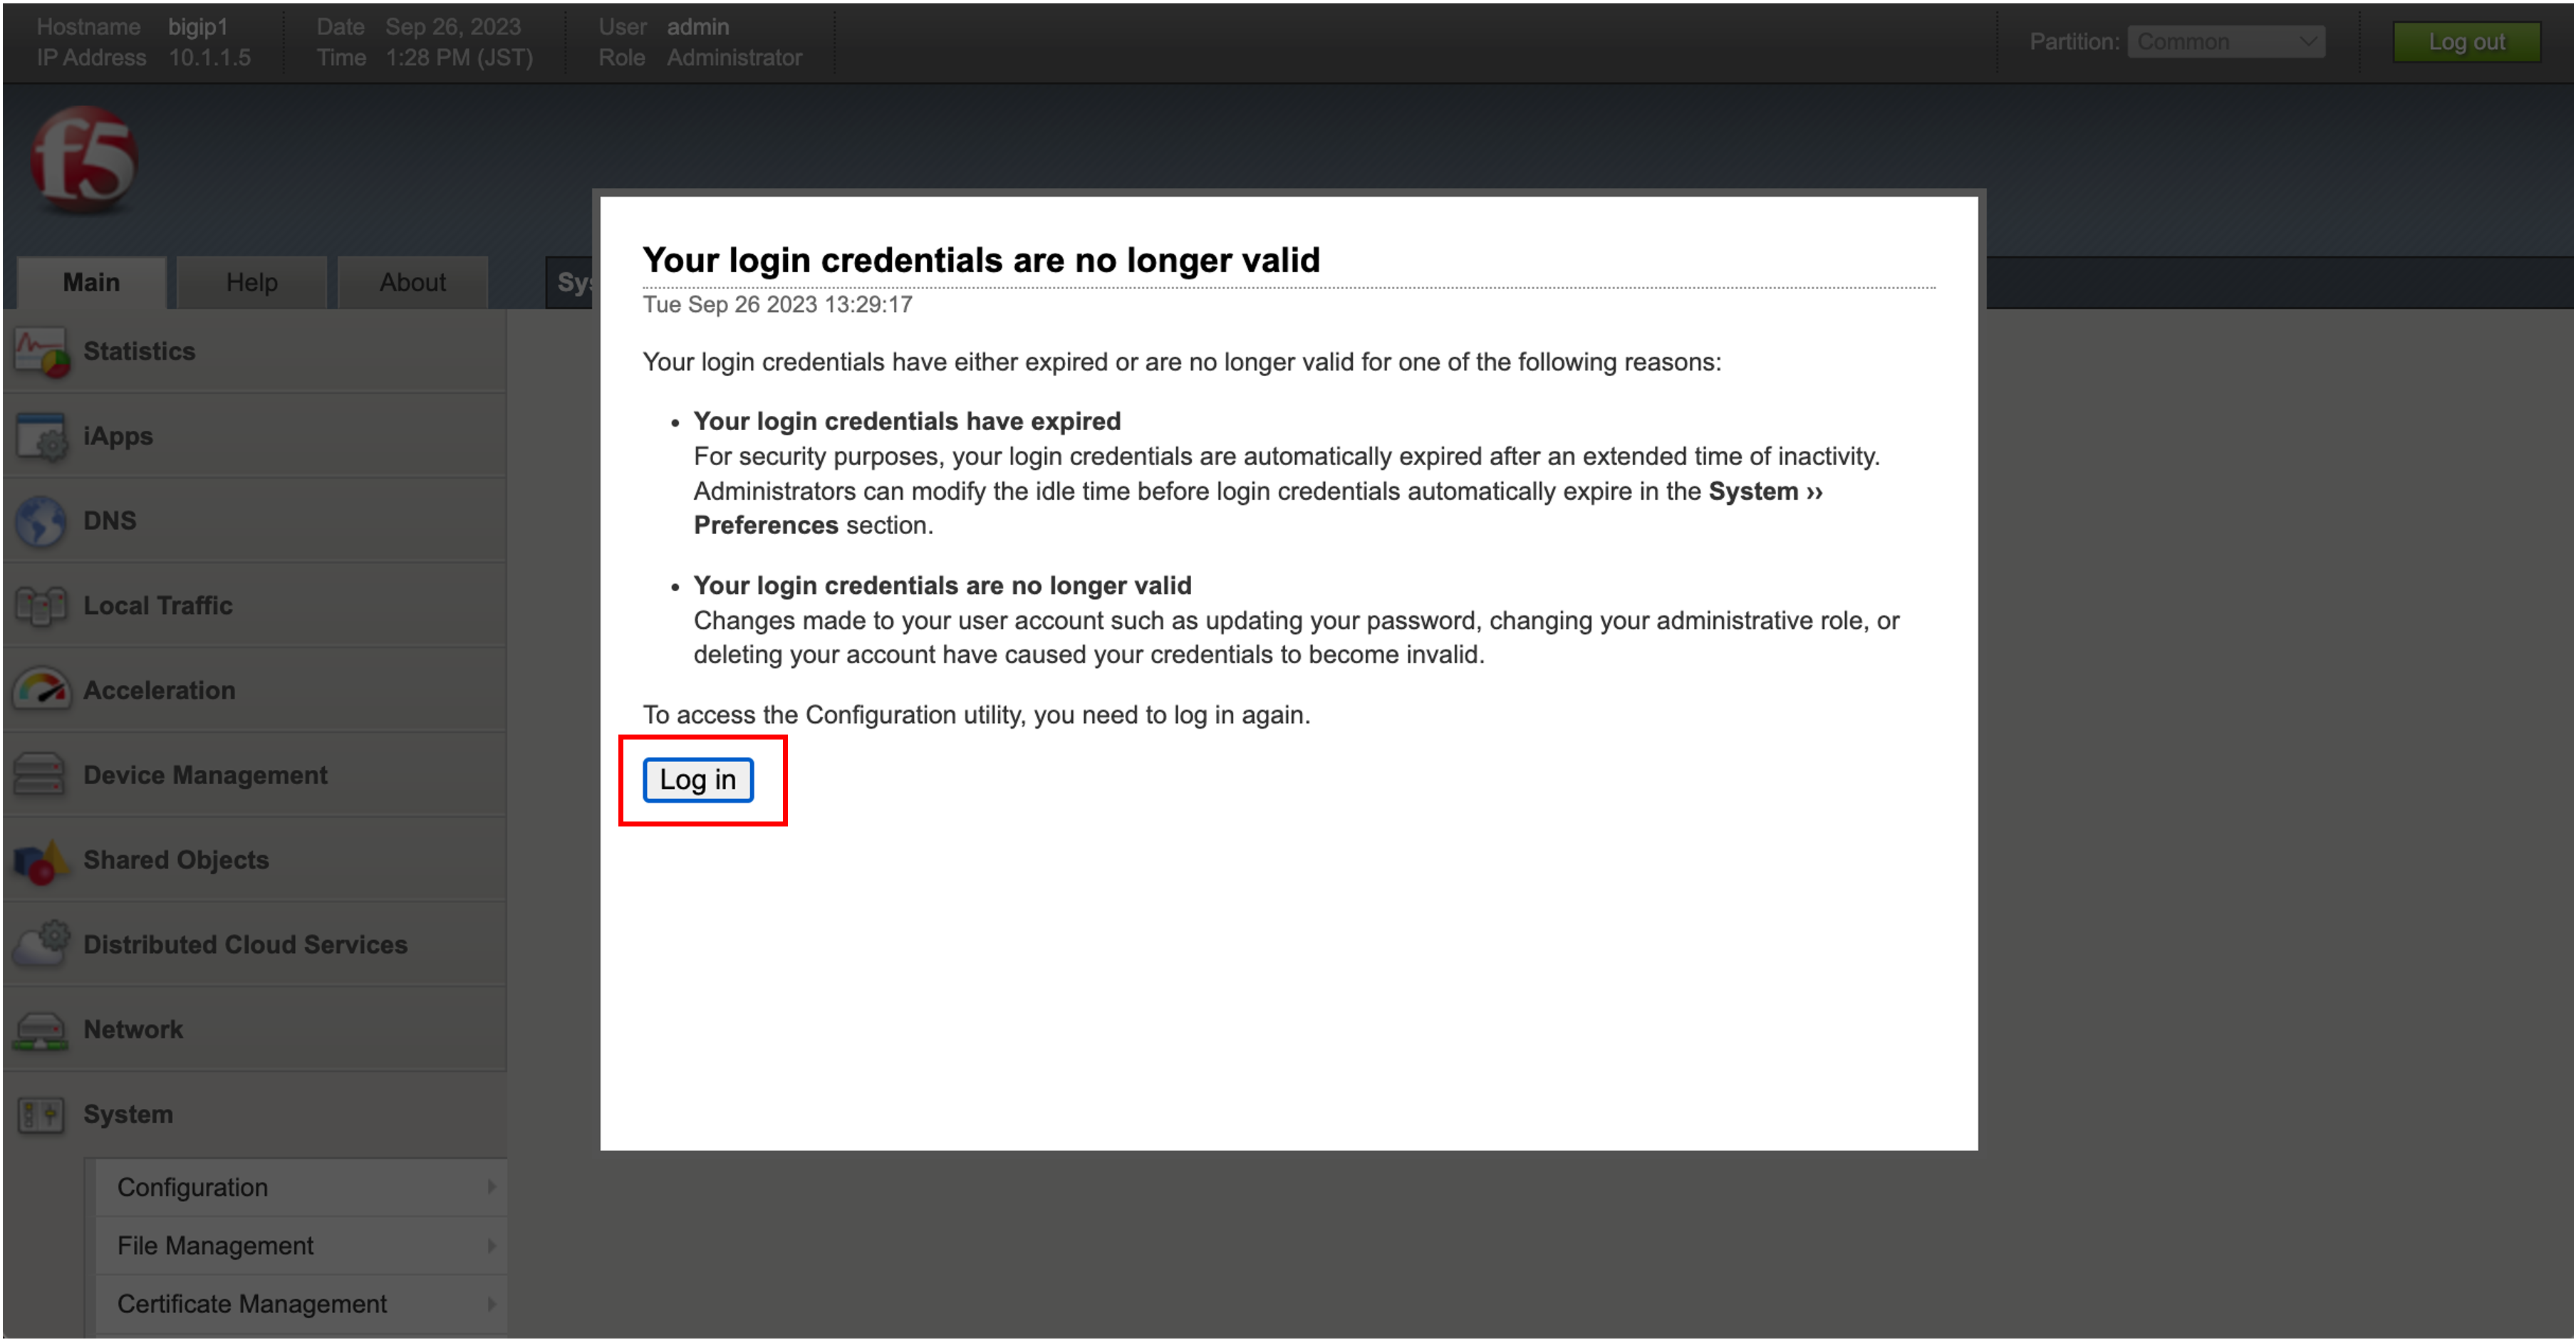 Hostname bigip1
IP Address 10.1.1.5
Date Sep 26, 2023
Time 1:28 PM (JST)
User admin
Role Administrator
Partition: Common
Log out
f5
Main
Help
About
Sys
Statistics
iApps
DNS
Local Traffic
Acceleration
Device Management
Shared Objects
Distributed Cloud Services
Network
System
Configuration
File Management
Certificate Management
Your login credentials are no longer valid
Tue Sep 26 2023 13:29:17
Your login credentials have either expired or are no longer valid for one of the following reasons:
• Your login credentials have expired
For security purposes, your login credentials are automatically expired after an extended time of inactivity.
Administrators can modify the idle time before login credentials automatically expire in the System ››
Preferences section.
• Your login credentials are no longer valid
Changes made to your user account such as updating your password, changing your administrative role, or
deleting your account have caused your credentials to become invalid.
To access the Configuration utility, you need to log in again.
Log in